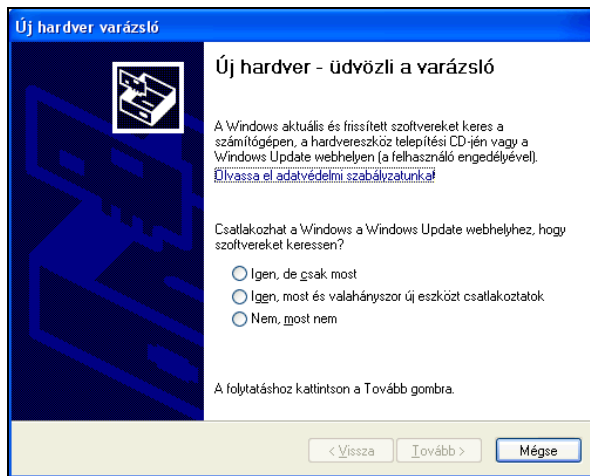 Új hardver varázsló
Új hardver - üdvözli a varázsló
A Windows aktuális és frissített szoftvereket keres a
számítógépen, a hardvereszköz telepítési CD-jén vagy a
Windows Update webhelyen (a felhasználó engedélyével).
Olvassa el adatvédelmi szabályzatunkat
Csatlakozhat a Windows a Windows Update webhelyhez, hogy
szoftvereket keressen?
Igen, de csak most
Igen, most és valahányszor új eszközt csatlakoztatok
Nem, most nem
A folytatáshoz kattintson a Tovább gombra.
< Vissza
Tovább >
Mégse